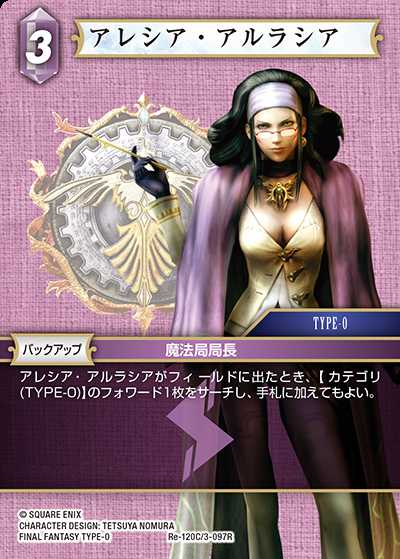 3
アレシア・アルラシア
TYPE-0
バックアップ
魔法局局長
アレシア・アルラシアがフィールドに出たとき、【カテゴリ
(TYPE-0)】のフォワード1枚をサーチし、手札に加えてもよい。
© SQUARE ENIX
CHARACTER DESIGN: TETSUYA NOMURA
FINAL FANTASY TYPE-0
Re-120C/3-097R